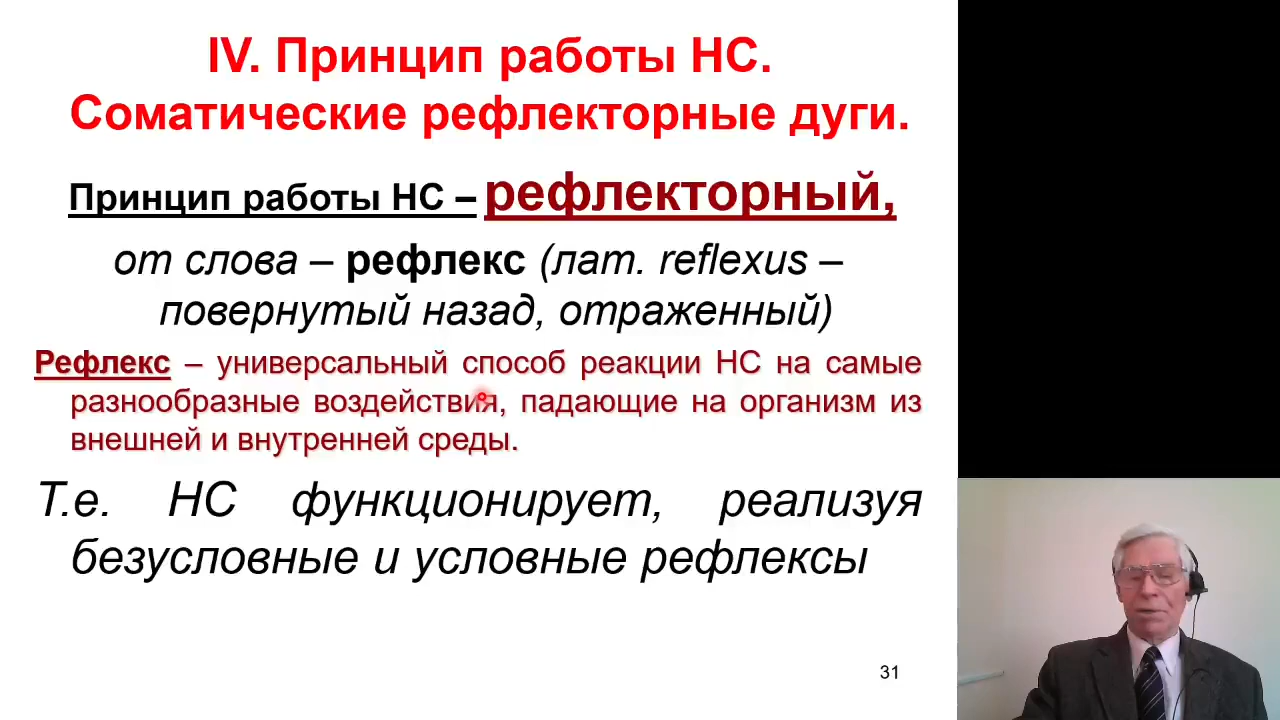 IV. Принцип работы НС.
Соматические рефлекторные дуги.
Принцип работы НС – рефлекторный,
от слова – рефлекс (лат. reflexus –
повернутый назад, отраженный)
Рефлекс – универсальный способ реакции НС на самые
разнообразные воздействия, падающие на организм из
внешней и внутренней среды.
Т.е. НС функционирует, реализуя
безусловные и условные рефлексы
31